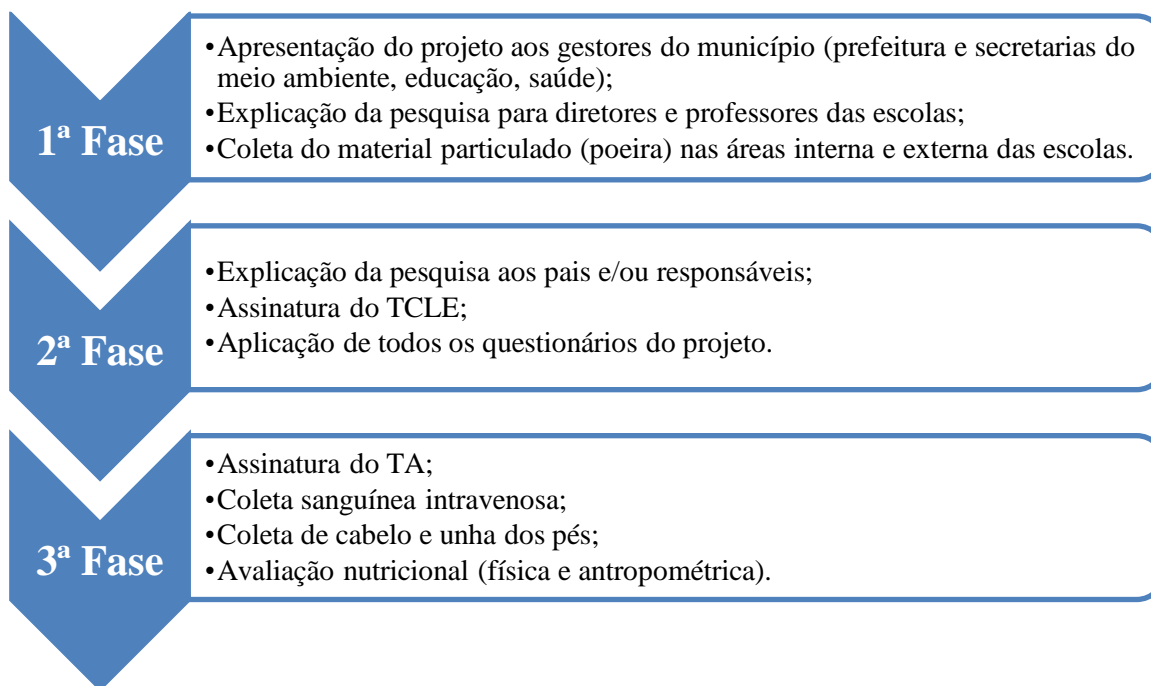 1ª Fase
•Apresentação do projeto aos gestores do município (prefeitura e secretarias do
meio ambiente, educação, saúde);
•Explicação da pesquisa para diretores e professores das escolas;
•Coleta do material particulado (poeira) nas áreas interna e externa das escolas.
2ª Fase
•Explicação da pesquisa aos pais e/ou responsáveis;
•Assinatura do TCLE;
•Aplicação de todos os questionários do projeto.
3ª Fase
•Assinatura do TA;
•Coleta sanguínea intravenosa;
•Coleta de cabelo e unha dos pés;
•Avaliação nutricional (física e antropométrica).